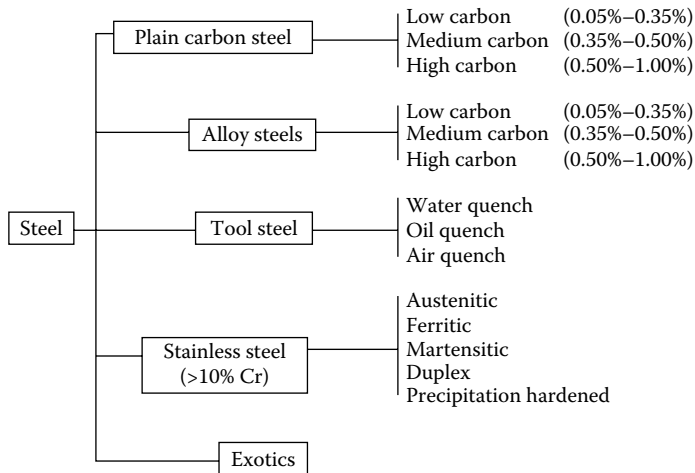 Plain carbon steel
Low carbon (0.05%–0.35%)
Medium carbon (0.35%–0.50%)
High carbon (0.50%–1.00%)
Alloy steels
Low carbon (0.05%–0.35%)
Medium carbon (0.35%–0.50%)
High carbon (0.50%–1.00%)
Steel
Tool steel
Water quench
Oil quench
Air quench
Stainless steel
(>10% Cr)
Austenitic
Ferritic
Martensitic
Duplex
Precipitation hardened
Exotics